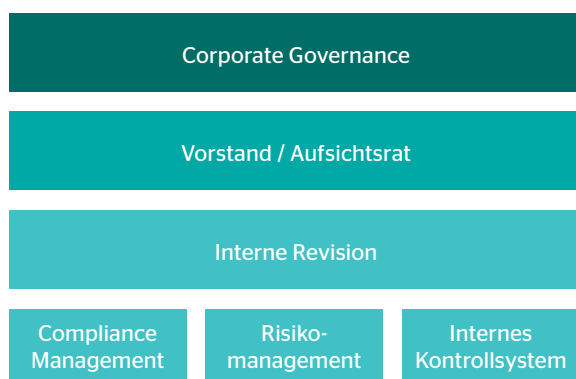 Corporate Governance
Vorstand / Aufsichtsrat
Interne Revision
Compliance
Management
Risiko-
management
Internes
Kontrollsystem